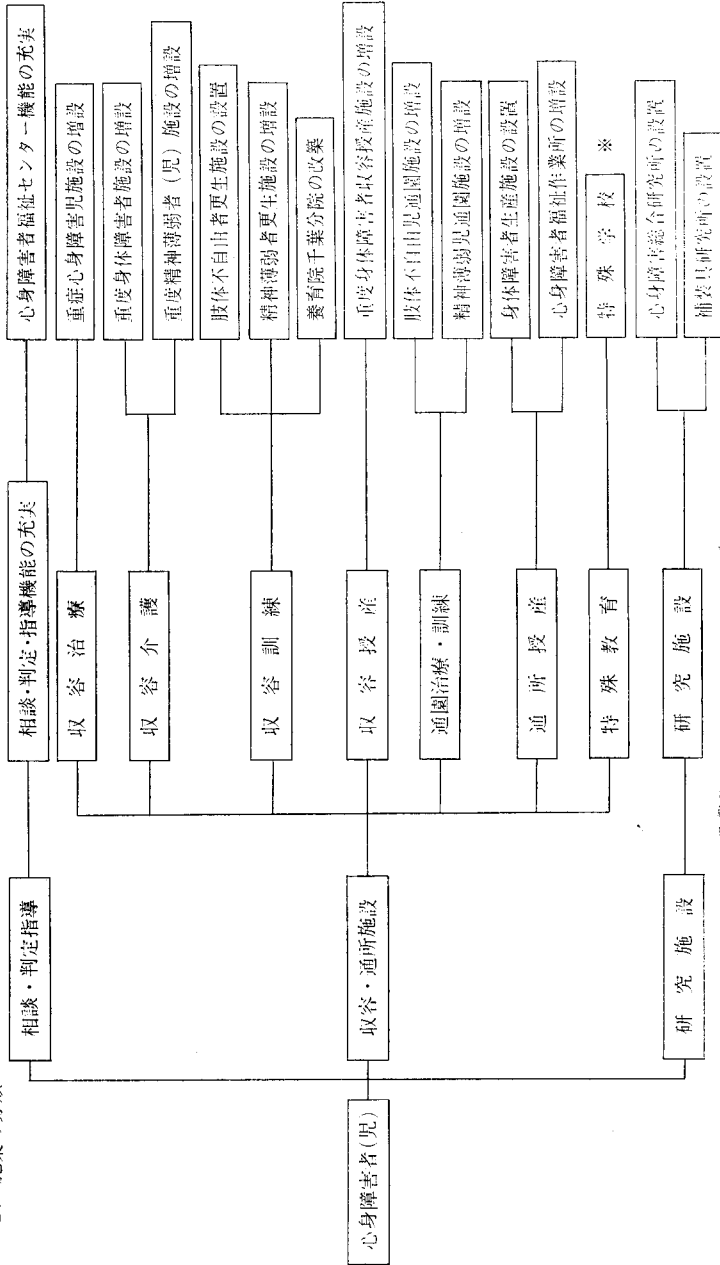 心身障害者(児)
相談・判定指導
収容・通所施設
研究施設
相談・判定・指導機能の充実
収容治療
収容介護
収容訓練
収容授産
通園治療・訓練
通所授産
特殊教育
研究施設
心身障害者福祉センター機能の充実
重症心身障害児施設の増設
重度身体障害者施設の増設
重度精神薄弱者(児)施設の増設
肢体不自由者更生施設の設置
精神薄弱者更生施設の増設
養育院千葉分院の改築
重度身体障害者収容授産施設の増設
肢体不自由児通園施設の増設
精神薄弱児通園施設の増設
身体障害者生産施設の設置
心身障害者福祉作業所の増設
特殊学校 ※
心身障害総合研究所の設置
補装具研究所の設置